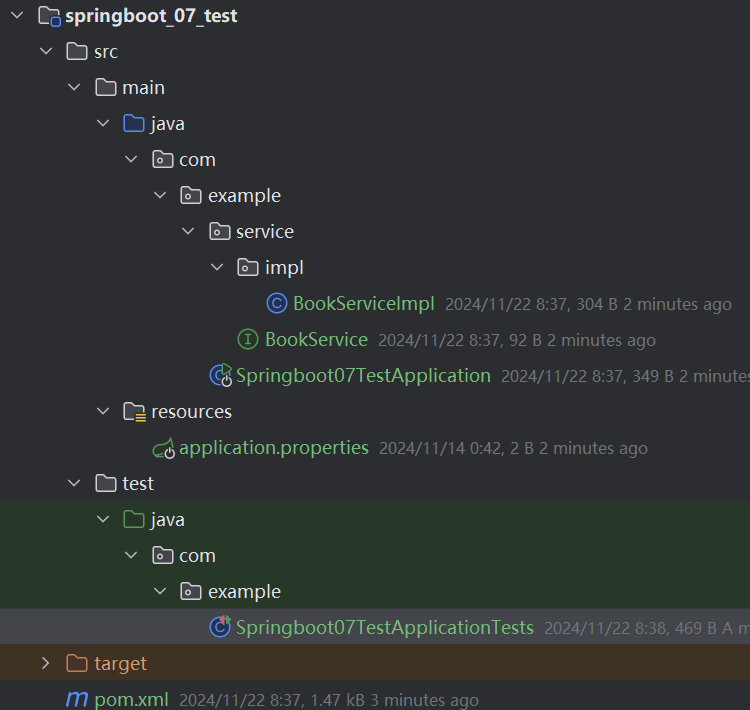 springboot_07_test
src
main
java
com
example
service
impl
BookServiceImpl 2024/11/22 8:37, 304 B 2 minutes ago
BookService 2024/11/22 8:37, 92 B 2 minutes ago
Springboot07TestApplication 2024/11/22 8:37, 349 B 2 minutes
resources
application.properties 2024/11/14 0:42, 2 B 2 minutes ago
test
java
com
example
Springboot07TestApplicationTests 2024/11/22 8:38, 469 B A m
target
pom.xml 2024/11/22 8:37, 1.47 kB 3 minutes ago